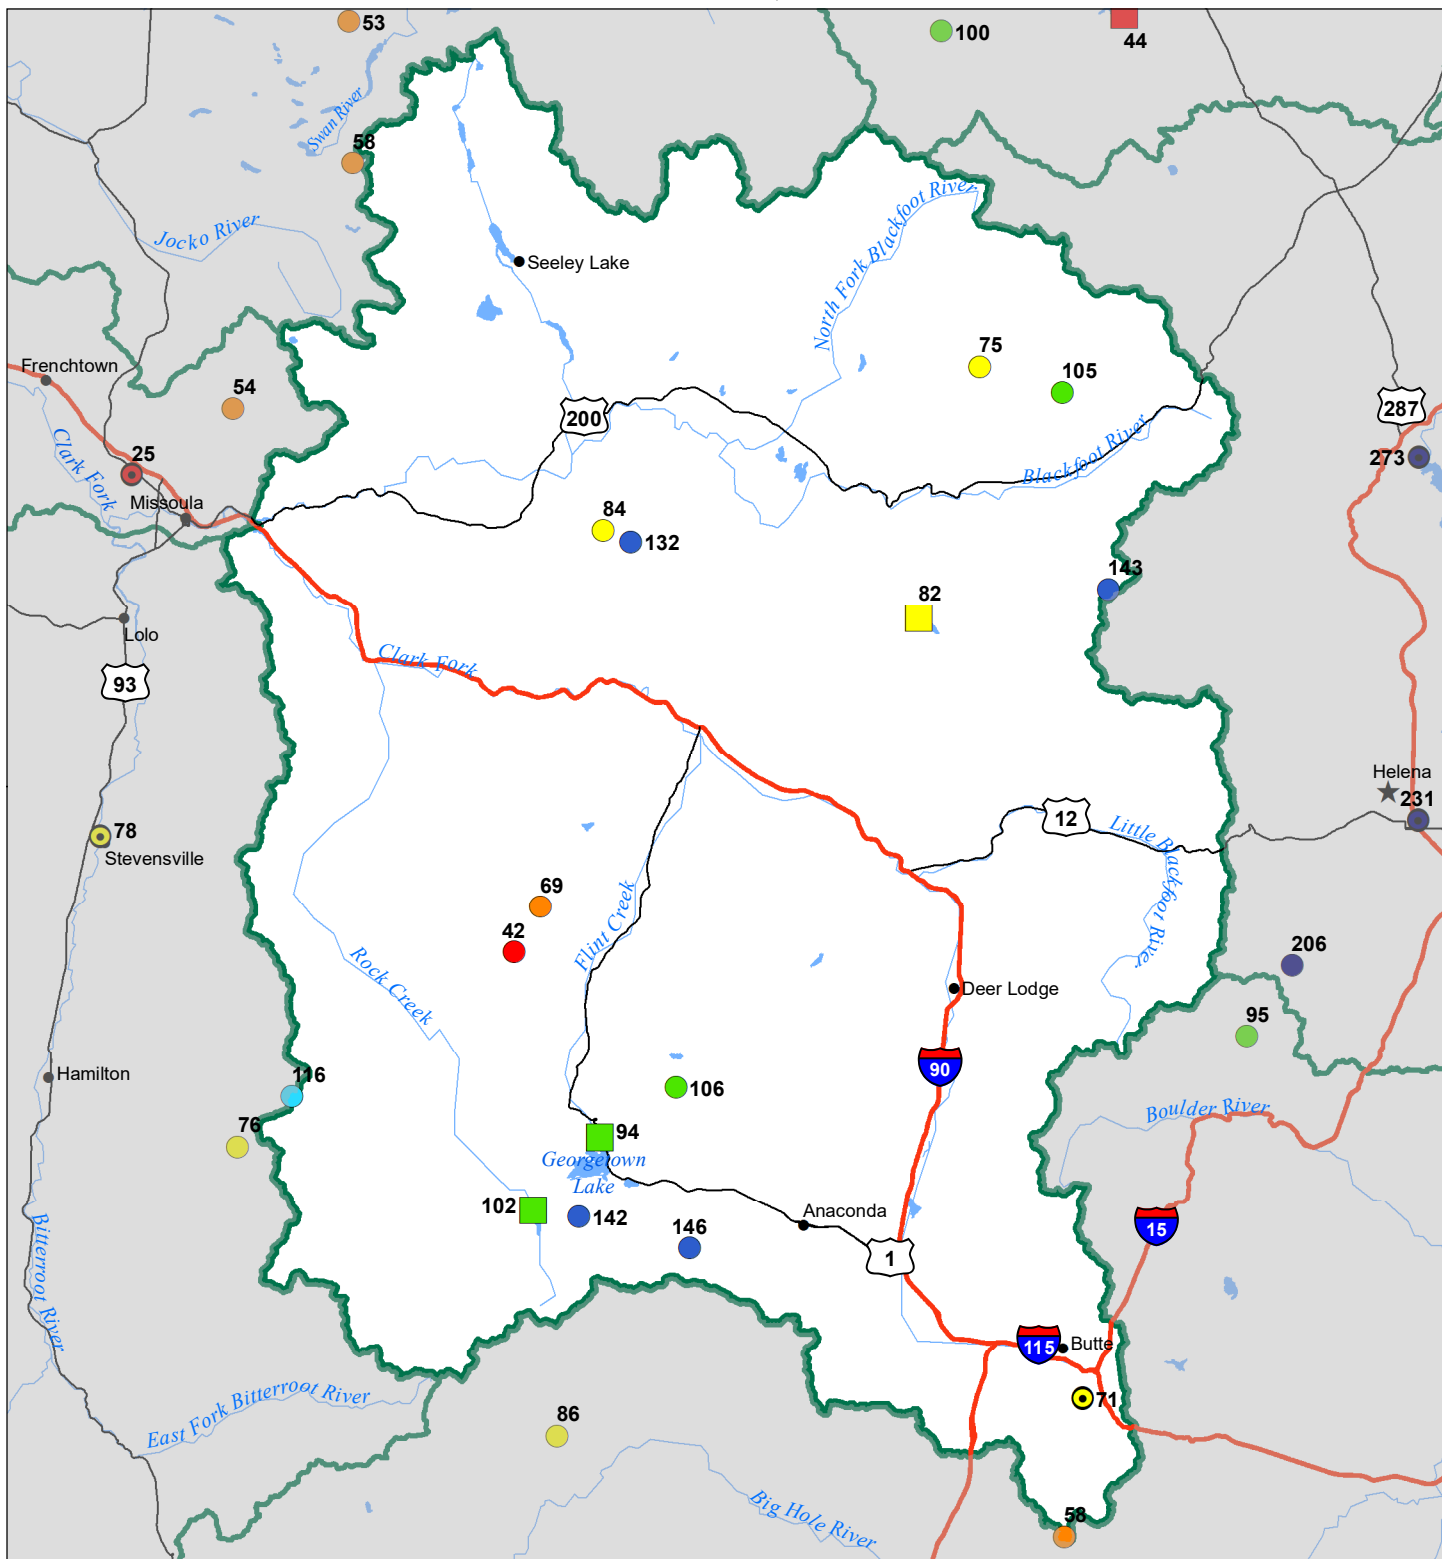 53
100
44
Swan River
58
Jocko River
North Fork Blackfoot River
Seeley Lake
75
105
Frenchtown
54
200
287
Clark Fork
25
Blackfoot River
273
Missoula
84
132
143
82
Lolo
Clark Fork
93
Helena
231
12
Little Blackfoot River
78
Stevensville
69
Flint Creek
42
Rock Creek
206
Deer Lodge
95
90
Hamilton
116
106
Boulder River
76
94
Georgetown
Lake
102
142
Anaconda
146
15
1
Bitterroot River
115
Butte
71
East Fork Bitterroot River
86
Big Hole River
58